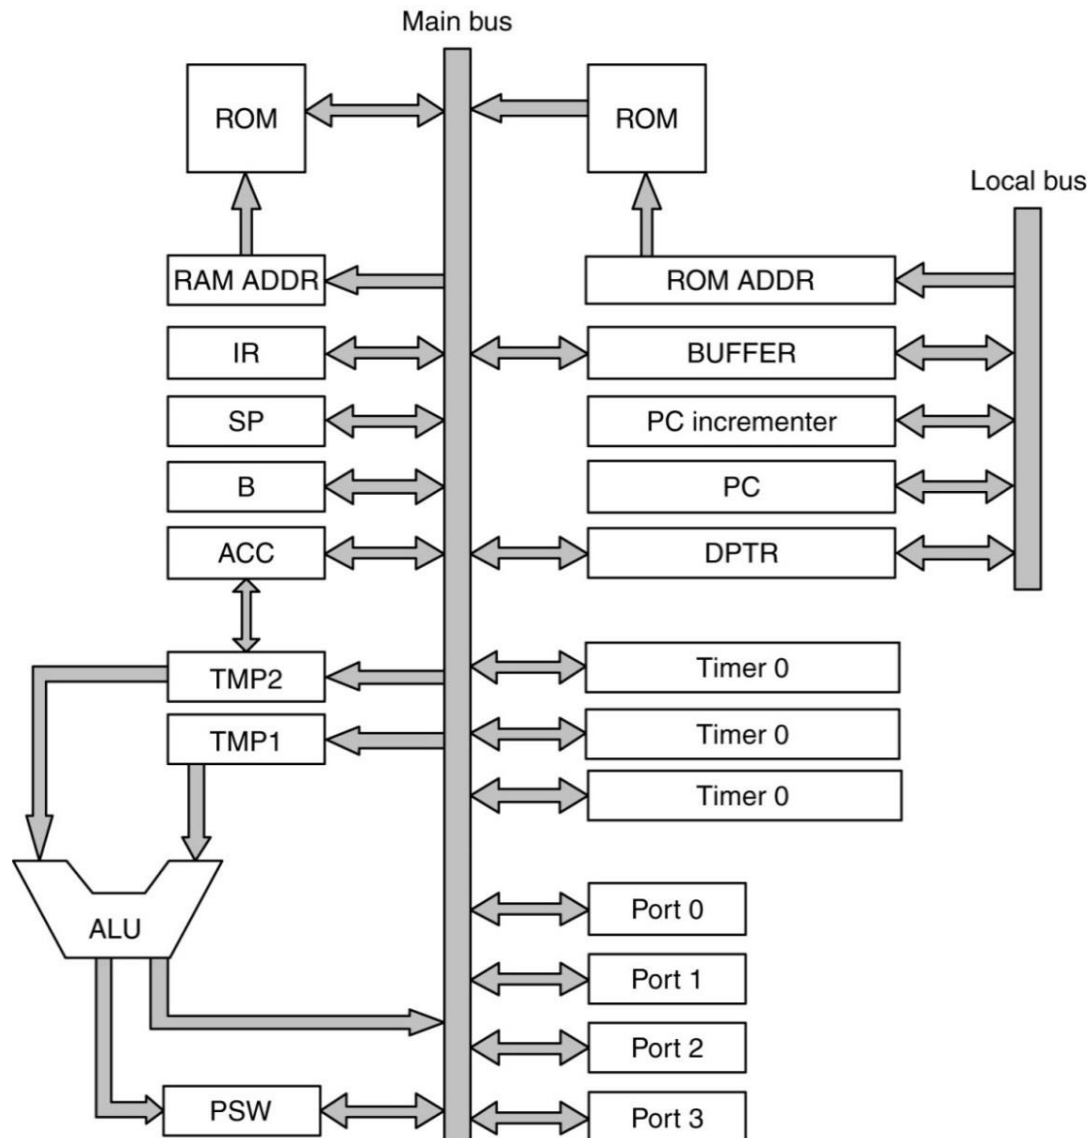 Main bus
ROM
ROM
Local bus
RAM ADDR
ROM ADDR
IR
BUFFER
SP
PC incrementer
B
PC
ACC
DPTR
TMP2
Timer 0
TMP1
Timer 0
Timer 0
ALU
Port 0
Port 1
Port 2
PSW
Port 3